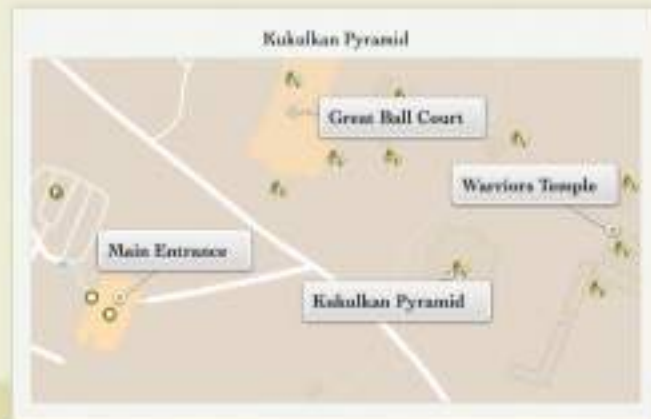 Kukulkan Pyramid
Great Ball Court
Warriors Temple
Main Entrance
Kukulkan Pyramid